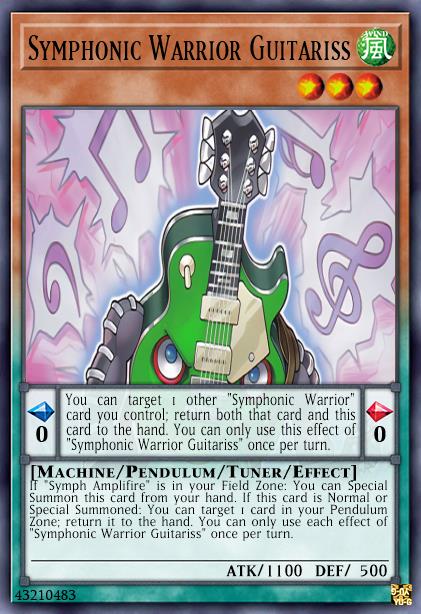 Symphonic Warrior Guitariss
WIND
風
You can target 1 other "Symphonic Warrior"
card you control; return both that card and this
card to the hand. You can only use this effect of
"Symphonic Warrior Guitariss" once per turn.
0
0
[Machine/Pendulum/Tuner/Effect]
If "Symph Amplifire" is in your Field Zone: You can Special
Summon this card from your hand. If this card is Normal or
Special Summoned: You can target 1 card in your Pendulum
Zone; return it to the hand. You can only use each effect of
"Symphonic Warrior Guitariss" once per turn.
ATK/1100 DEF/ 500
43210483